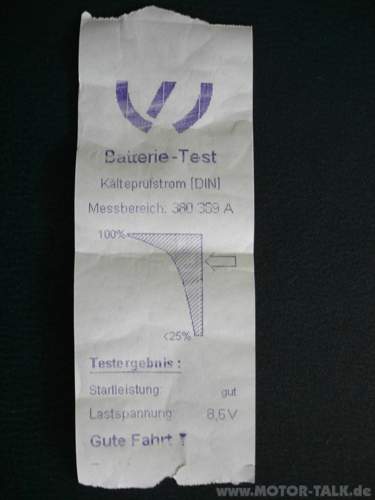 Batterie-Test
Kälteprüfstrom [DIN]
Messbereich: 380 389 A
100%
<25%
Testergebnis:
Startleistung: gut
Lastspannung: 8,6V
Gute Fahrt !
www.MOTOR-TALK.de